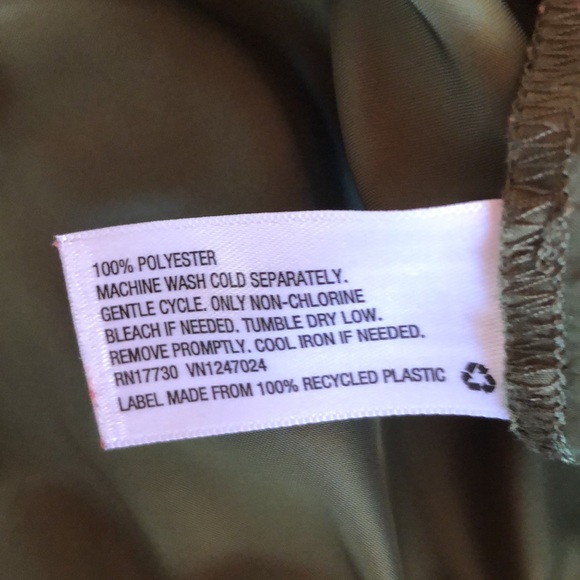 100% POLYESTER
MACHINE WASH COLD SEPARATELY.
GENTLE CYCLE. ONLY NON-CHLORINE
BLEACH IF NEEDED. TUMBLE DRY LOW.
REMOVE PROMPTLY. COOL IRON IF NEEDED.
RN17730 VN1247024
LABEL MADE FROM 100% RECYCLED PLASTIC